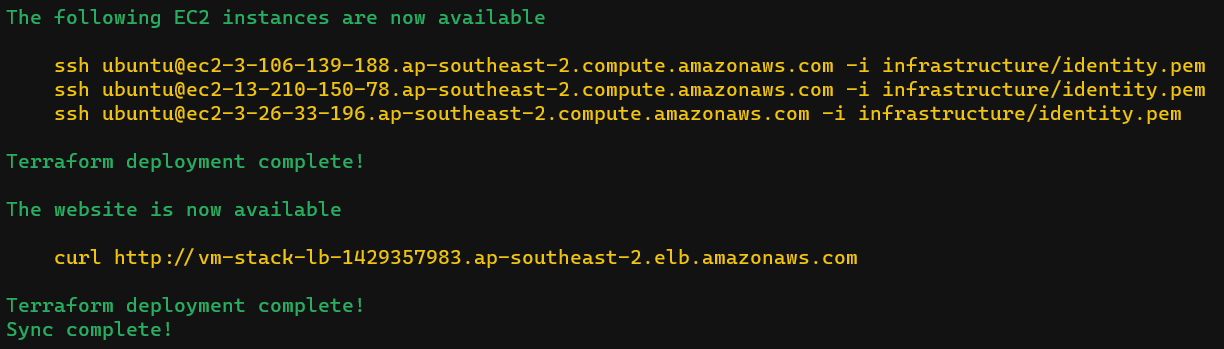 The following EC2 instances are now available
ssh ubuntu@ec2-3-106-139-188.ap-southeast-2.compute.amazonaws.com -i infrastructure/identity.pem
ssh ubuntu@ec2-13-210-150-78.ap-southeast-2.compute.amazonaws.com -i infrastructure/identity.pem
ssh ubuntu@ec2-3-26-33-196.ap-southeast-2.compute.amazonaws.com -i infrastructure/identity.pem
Terraform deployment complete!
The website is now available
curl http://vm-stack-lb-1429357983.ap-southeast-2.elb.amazonaws.com
Terraform deployment complete!
Sync complete!